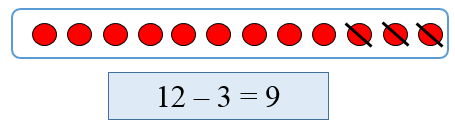 12 – 3 = 9